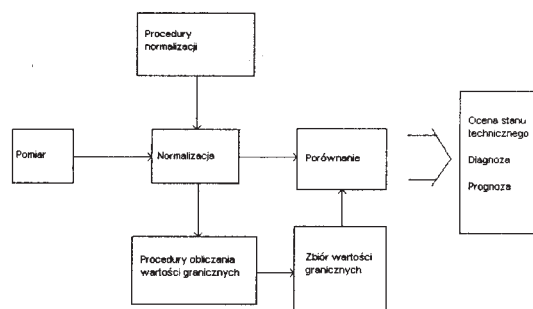 Procedury
normalizacji
Pomiar
Normalizacja
Porównanie
Ocena stanu
technicznego
Diagnoza
Prognoza
Procedury obliczania
wartości granicznych
Zbiór wartości
granicznych